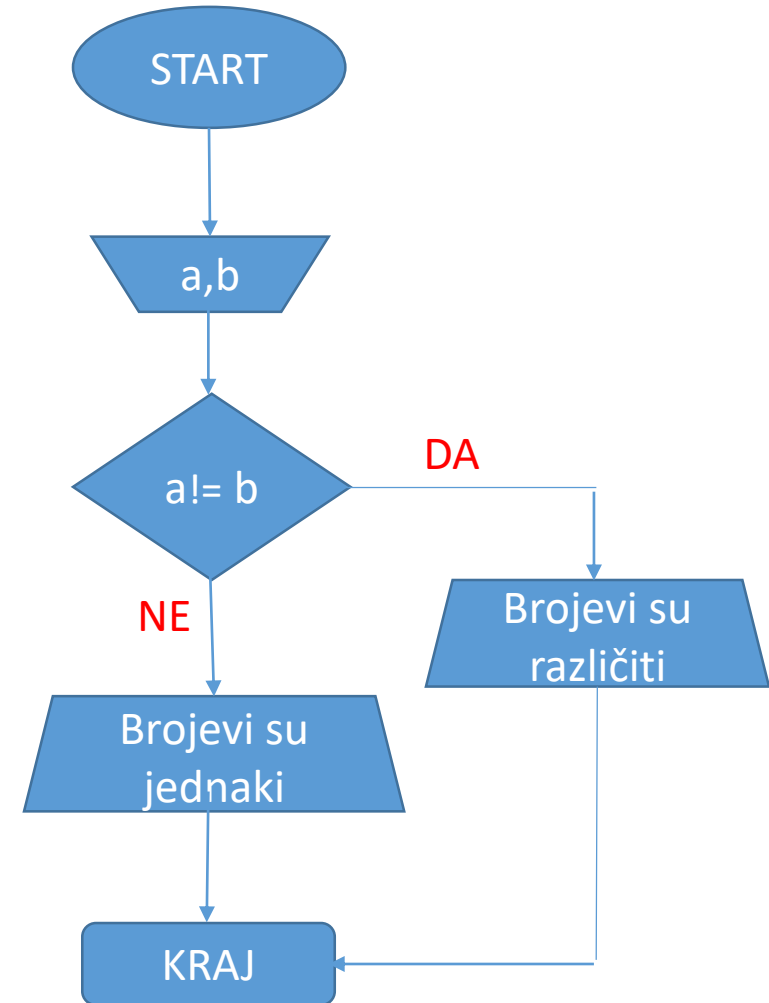 START
a,b
a!= b
DA
NE
Brojevi su
različiti
Brojevi su
jednaki
KRAJ